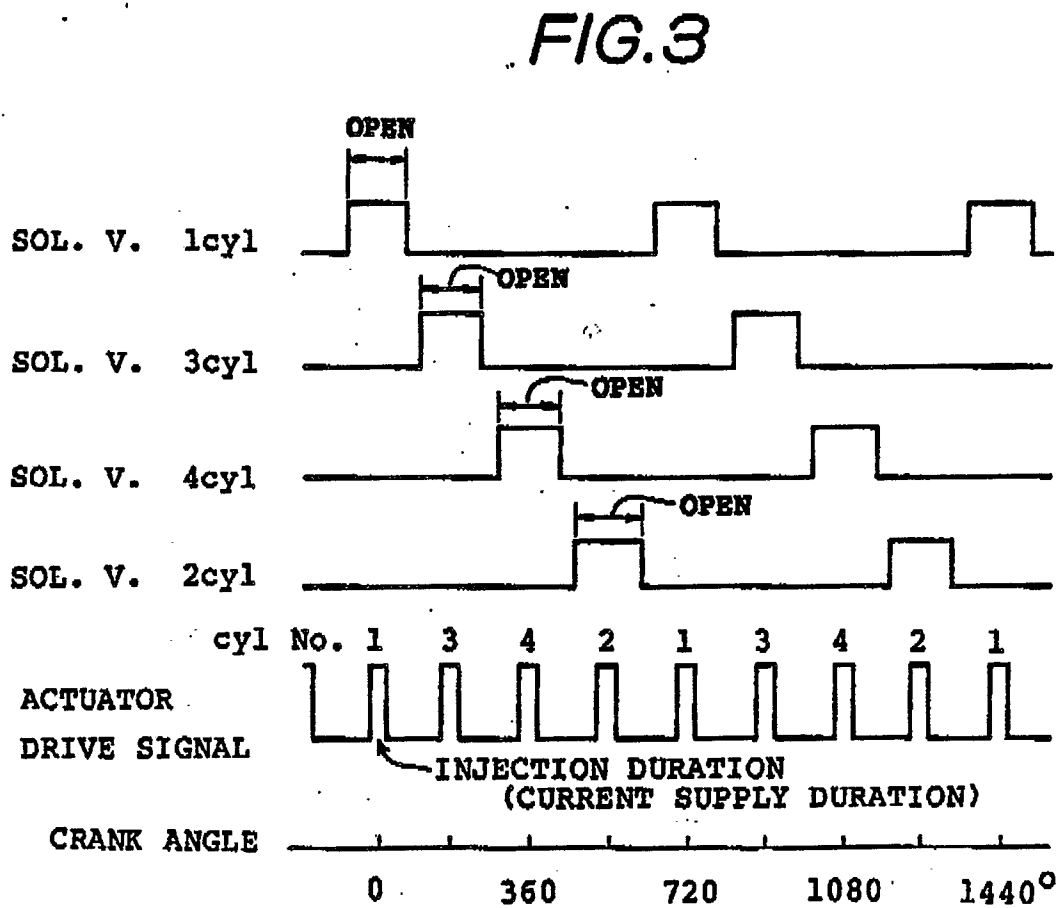 FIG.3
OPEN
SOL. V. 1cyl
OPEN
SOL. V. 3cyl
OPEN
SOL. V. 4cyl
OPEN
SOL. V. 2cyl
cyl No. 1 3 4 2 1 3 4 2 1
ACTUATOR
DRIVE SIGNAL
INJECTION DURATION
(CURRENT SUPPLY DURATION)
CRANK ANGLE
0 360 720 1080 1440°